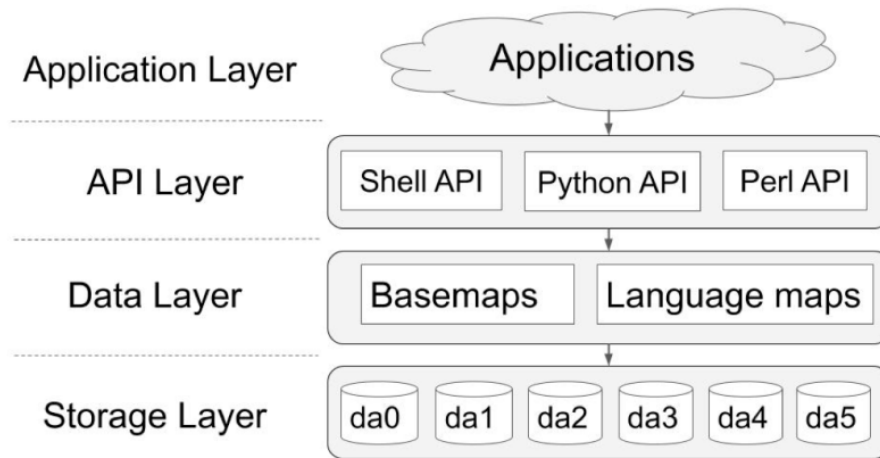 Application Layer
Applications
API Layer
Shell API
Python API
Perl API
Data Layer
Basemaps
Language maps
Storage Layer
da0
da1
da2
da3
da4
da5